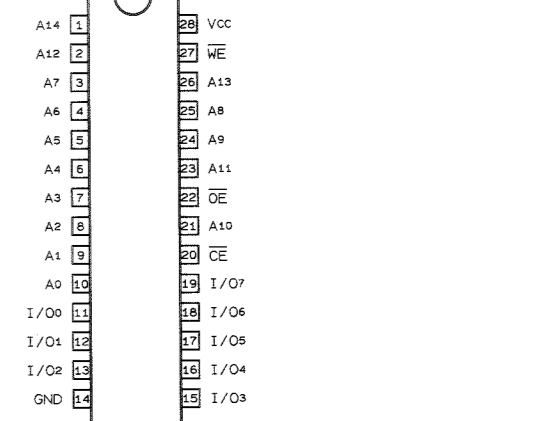 A14 1 28 VCC
A12 2 27 WE
A7 3 26 A13
A6 4 25 A8
A5 5 24 A9
A4 6 23 A11
A3 7 22 OE
A2 8 21 A10
A1 9 20 CE
A0 10 19 I/O7
I/O0 11 18 I/O6
I/O1 12 17 I/O5
I/O2 13 16 I/O4
GND 14 15 I/O3